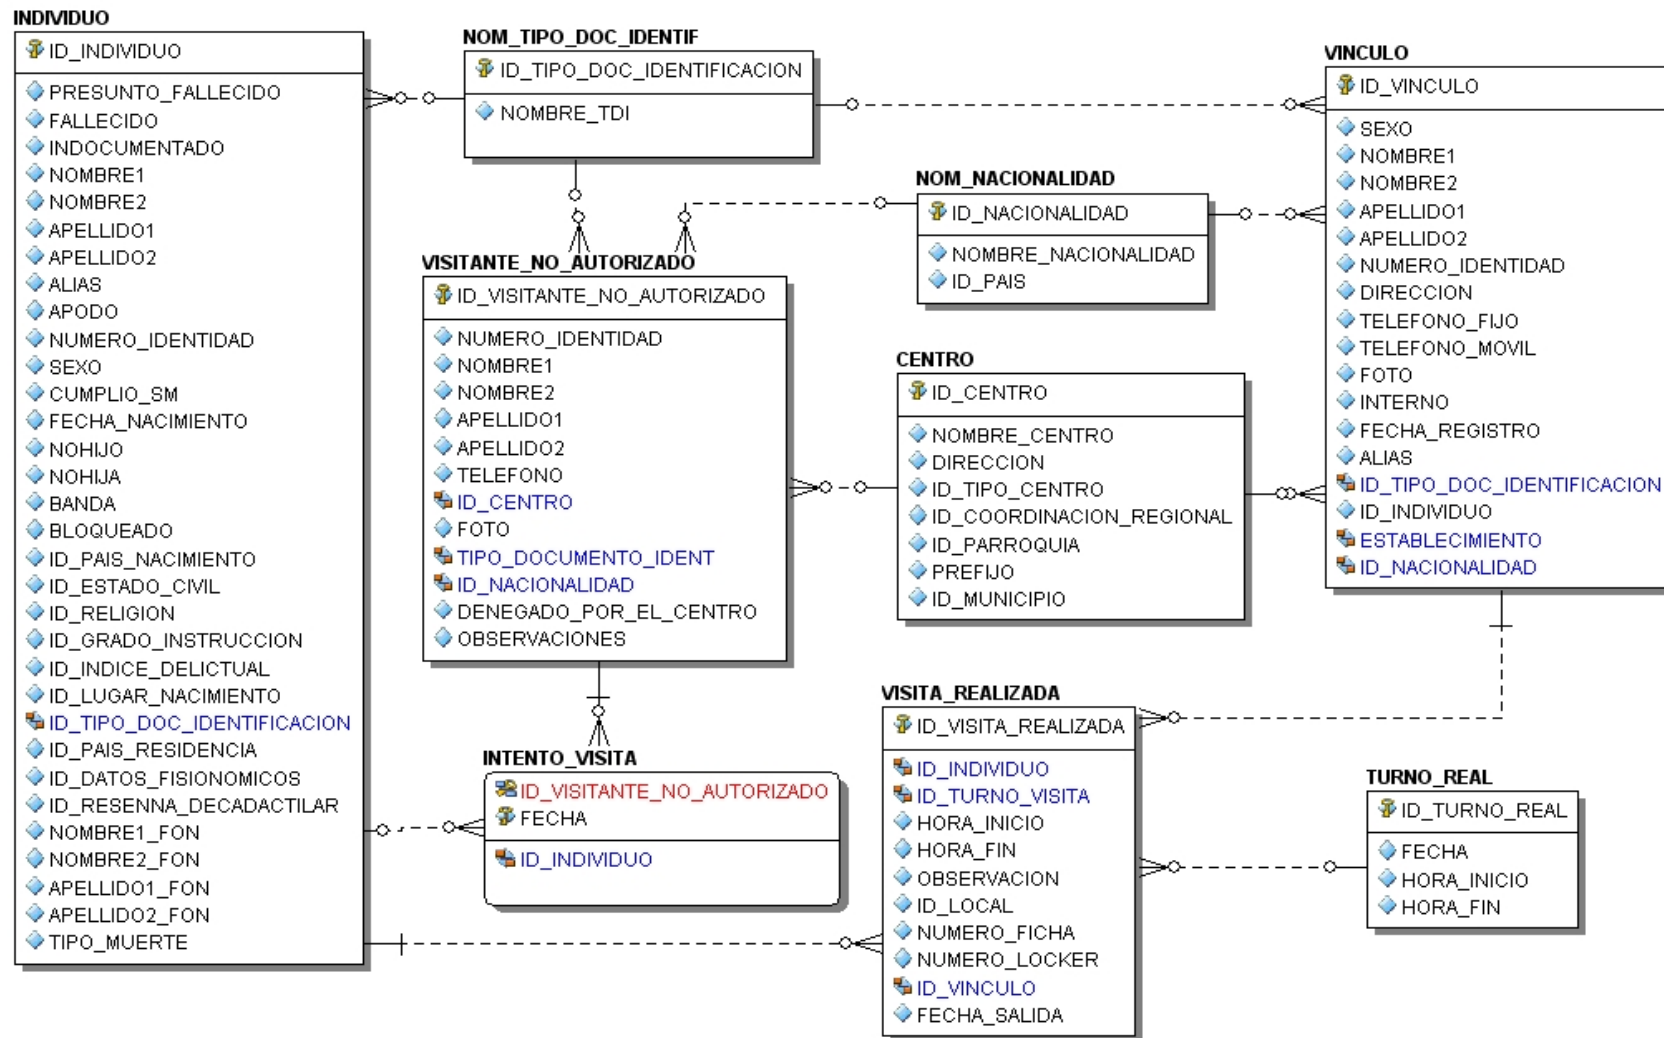 INDIVIDUO
ID_INDIVIDUO
PRESUNTO_FALLECIDO
FALLECIDO
INDOCUMENTADO
NOMBRE1
NOMBRE2
APELLIDO1
APELLIDO2
ALIAS
APODO
NUMERO_IDENTIDAD
SEXO
CUMPLIO_SM
FECHA_NACIMIENTO
NOHIJO
NOHIJA
BANDA
BLOQUEADO
ID_PAIS_NACIMIENTO
ID_ESTADO_CIVIL
ID_RELIGION
ID_GRADO_INSTRUCCION
ID_INDICE_DELICTUAL
ID_LUGAR_NACIMIENTO
ID_TIPO_DOC_IDENTIFICACION
ID_PAIS_RESIDENCIA
ID_DATOS_FISIONOMICOS
ID_RESENNA_DECADACTILAR
NOMBRE1_FON
NOMBRE2_FON
APELLIDO1_FON
APELLIDO2_FON
TIPO_MUERTE
NOM_TIPO_DOC_IDENTIF
ID_TIPO_DOC_IDENTIFICACION
NOMBRE_TDI
VISITANTE_NO_AUTORIZADO
ID_VISITANTE_NO_AUTORIZADO
NUMERO_IDENTIDAD
NOMBRE1
NOMBRE2
APELLIDO1
APELLIDO2
TELEFONO
ID_CENTRO
FOTO
TIPO_DOCUMENTO_IDENT
ID_NACIONALIDAD
DENEGADO_POR_EL_CENTRO
OBSERVACIONES
INTENTO_VISITA
ID_VISITANTE_NO_AUTORIZADO
FECHA
ID_INDIVIDUO
NOM_NACIONALIDAD
ID_NACIONALIDAD
NOMBRE_NACIONALIDAD
ID_PAIS
CENTRO
ID_CENTRO
NOMBRE_CENTRO
DIRECCION
ID_TIPO_CENTRO
ID_COORDINACION_REGIONAL
ID_PARROQUIA
PREFIJO
ID_MUNICIPIO
VISITA_REALIZADA
ID_VISITA_REALIZADA
ID_INDIVIDUO
ID_TURNO_VISITA
HORA_INICIO
HORA_FIN
OBSERVACION
ID_LOCAL
NUMERO_FICHA
NUMERO_LOCKER
ID_VINCULO
FECHA_SALIDA
VINCULO
ID_VINCULO
SEXO
NOMBRE1
NOMBRE2
APELLIDO1
APELLIDO2
NUMERO_IDENTIDAD
DIRECCION
TELEFONO_FIJO
TELEFONO_MOVIL
FOTO
INTERNO
FECHA_REGISTRO
ALIAS
ID_TIPO_DOC_IDENTIFICACION
ID_INDIVIDUO
ESTABLECIMIENTO
ID_NACIONALIDAD
TURNO_REAL
ID_TURNO_REAL
FECHA
HORA_INICIO
HORA_FIN